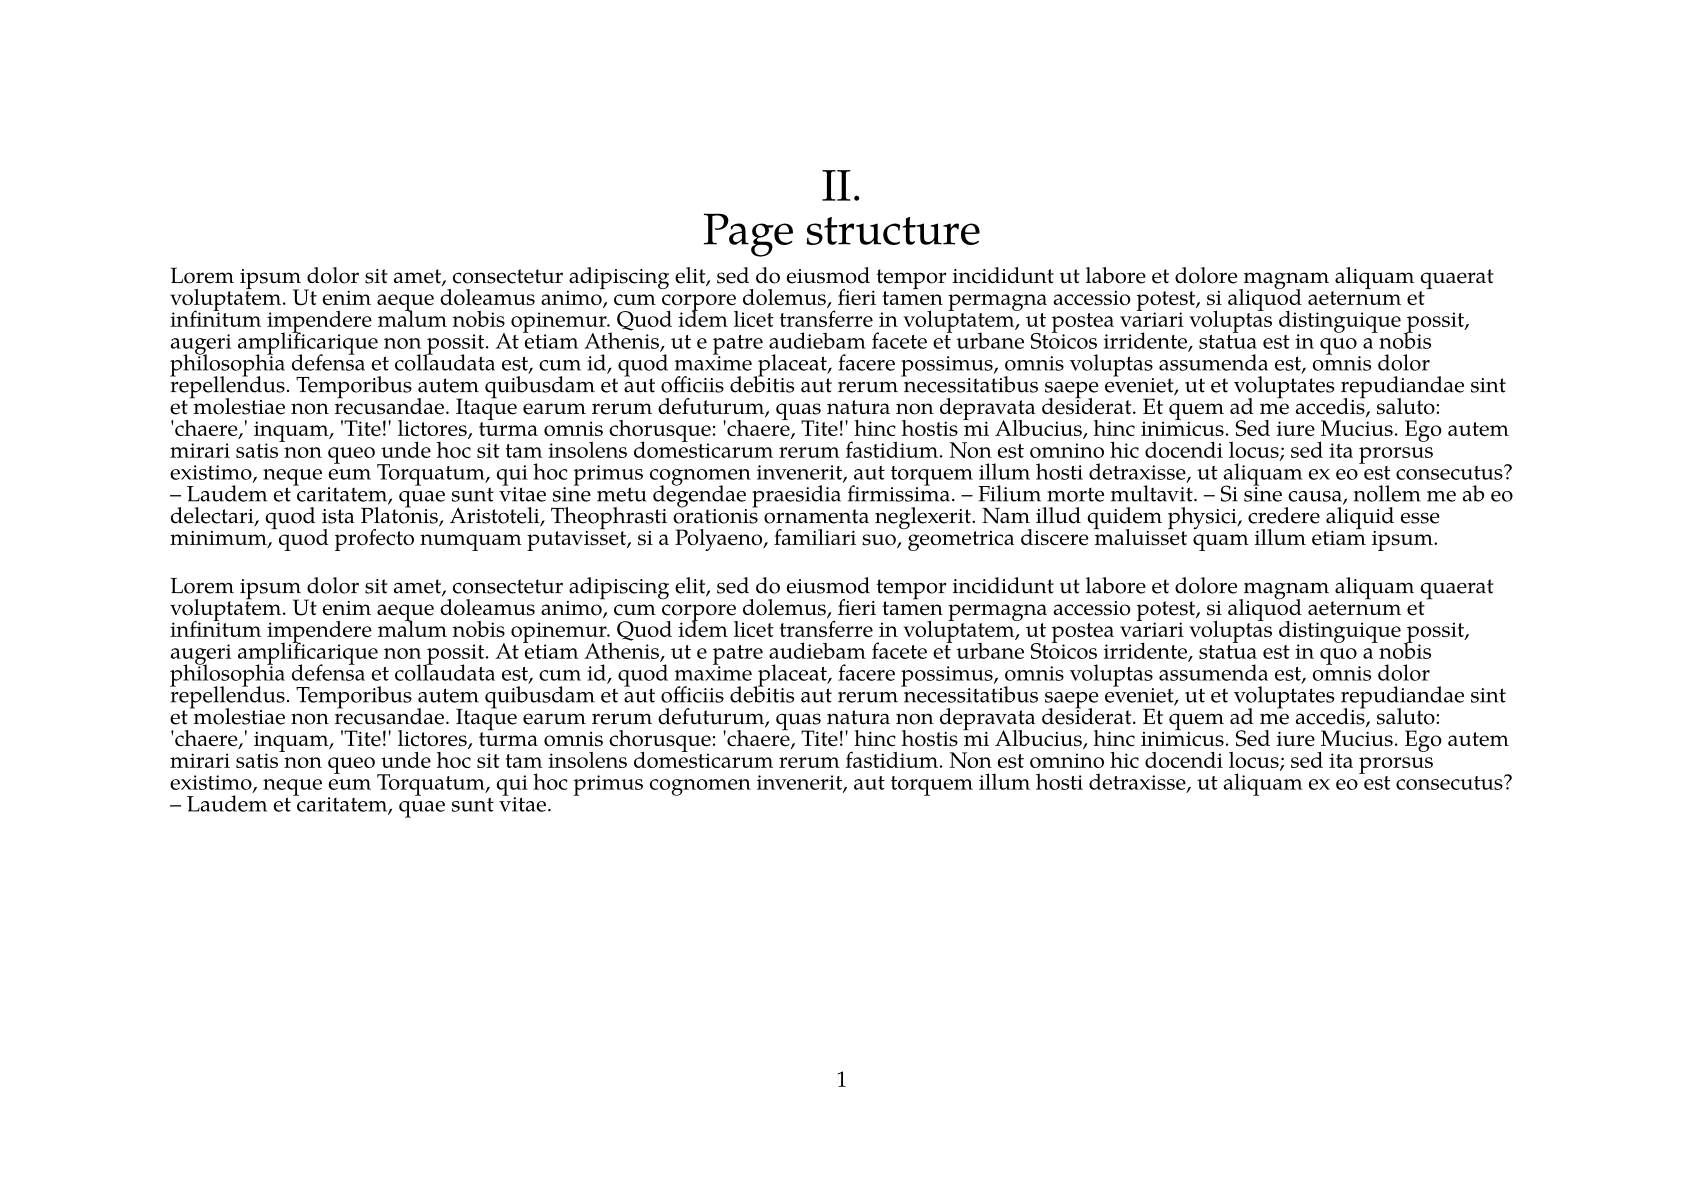 II.
Page structure
Lorem ipsum dolor sit amet, consectetur adipiscing elit, sed do eiusmod tempor incididunt ut labore et dolore magnam aliquam quaerat
voluptatem. Ut enim aeque doleamus animo, cum corpore dolemus, fieri tamen permagna accessio potest, si aliquod aeternum et
infinitum impendere malum nobis opinemur. Quod idem licet transferre in voluptatem, ut postea variari voluptas distinguique possit,
augeri amplificarique non possit. At etiam Athenis, ut e patre audiebam facete et urbane Stoicos irridente, statua est in quo a nobis
philosophia defensa et collaudata est, cum id, quod maxime placeat, facere possimus, omnis voluptas assumenda est, omnis dolor
repellendus. Temporibus autem quibusdam et aut officiis debitis aut rerum necessitatibus saepe eveniet, ut et voluptates repudiandae sint
et molestiae non recusandae. Itaque earum rerum defuturum, quas natura non depravata desiderat. Et quem ad me accedis, saluto:
'chaere,' inquam, 'Tite!' lictores, turma omnis chorusque: 'chaere, Tite!' hinc hostis mi Albucius, hinc inimicus. Sed iure Mucius. Ego autem
mirari satis non queo unde hoc sit tam insolens domesticarum rerum fastidium. Non est omnino hic docendi locus; sed ita prorsus
existimo, neque eum Torquatum, qui hoc primus cognomen invenerit, aut torquem illum hosti detraxisse, ut aliquam ex eo est consecutus?
– Laudem et caritatem, quae sunt vitae sine metu degendae praesidia firmissima. – Filium morte multavit. – Si sine causa, nollem me ab eo
delectari, quod ista Platonis, Aristoteli, Theophrasti orationis ornamenta neglexerit. Nam illud quidem physici, credere aliquid esse
minimum, quod profecto numquam putavisset, si a Polyaeno, familiari suo, geometrica discere maluisset quam illum etiam ipsum.
Lorem ipsum dolor sit amet, consectetur adipiscing elit, sed do eiusmod tempor incididunt ut labore et dolore magnam aliquam quaerat
voluptatem. Ut enim aeque doleamus animo, cum corpore dolemus, fieri tamen permagna accessio potest, si aliquod aeternum et
infinitum impendere malum nobis opinemur. Quod idem licet transferre in voluptatem, ut postea variari voluptas distinguique possit,
augeri amplificarique non possit. At etiam Athenis, ut e patre audiebam facete et urbane Stoicos irridente, statua est in quo a nobis
philosophia defensa et collaudata est, cum id, quod maxime placeat, facere possimus, omnis voluptas assumenda est, omnis dolor
repellendus. Temporibus autem quibusdam et aut officiis debitis aut rerum necessitatibus saepe eveniet, ut et voluptates repudiandae sint
et molestiae non recusandae. Itaque earum rerum defuturum, quas natura non depravata desiderat. Et quem ad me accedis, saluto:
'chaere,' inquam, 'Tite!' lictores, turma omnis chorusque: 'chaere, Tite!' hinc hostis mi Albucius, hinc inimicus. Sed iure Mucius. Ego autem
mirari satis non queo unde hoc sit tam insolens domesticarum rerum fastidium. Non est omnino hic docendi locus; sed ita prorsus
existimo, neque eum Torquatum, qui hoc primus cognomen invenerit, aut torquem illum hosti detraxisse, ut aliquam ex eo est consecutus?
– Laudem et caritatem, quae sunt vitae.
1